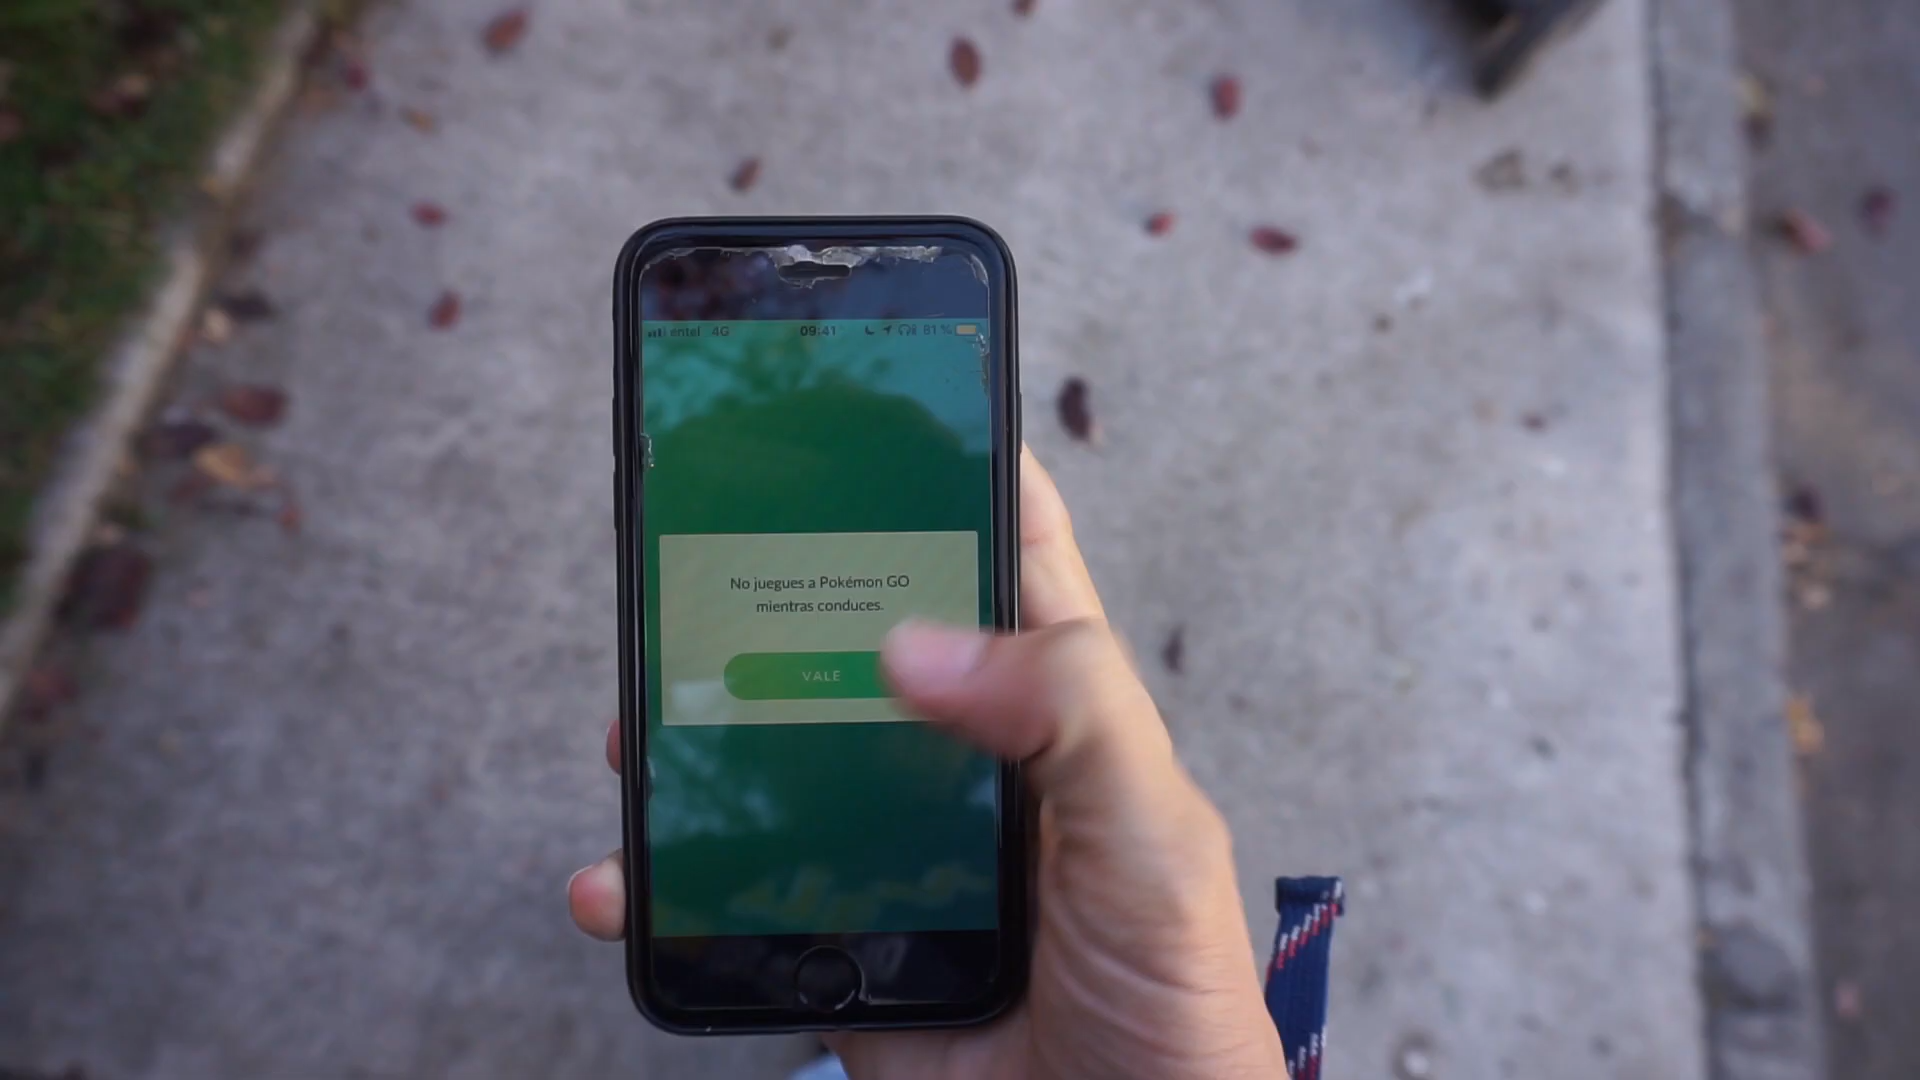 entel 4G 09:41 81 %
No juegues a Pokémon GO
mientras conduces.
VALE